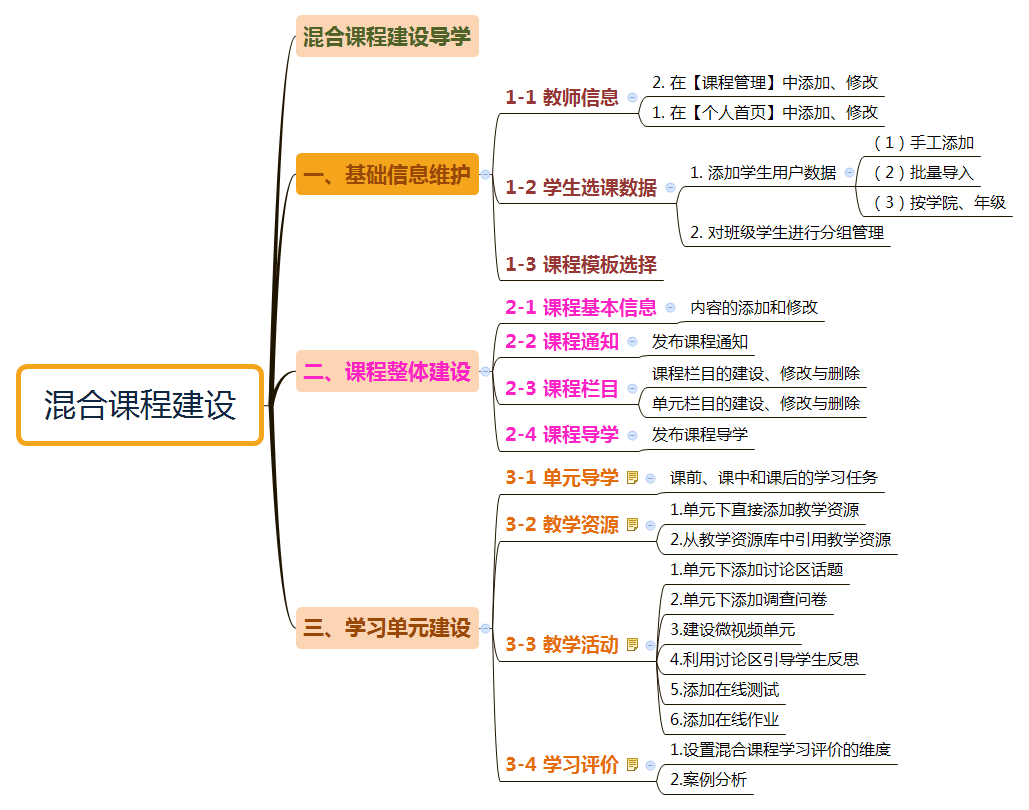 混合课程建设
混合课程建设导学
一、基础信息维护
1-1 教师信息
2. 在【课程管理】中添加、修改
1. 在【个人首页】中添加、修改
1-2 学生选课数据
1. 添加学生用户数据
（1）手工添加
（2）批量导入
（3）按学院、年级
2. 对班级学生进行分组管理
1-3 课程模板选择
二、课程整体建设
2-1 课程基本信息
内容的添加和修改
2-2 课程通知
发布课程通知
2-3 课程栏目
课程栏目的建设、修改与删除
单元栏目的建设、修改与删除
2-4 课程导学
发布课程导学
三、学习单元建设
3-1 单元导学
课前、课中和课后的学习任务
3-2 教学资源
1.单元下直接添加教学资源
2.从教学资源库中引用教学资源
3-3 教学活动
1.单元下添加讨论区话题
2.单元下添加调查问卷
3.建设微视频单元
4.利用讨论区引导学生反思
5.添加在线测试
6.添加在线作业
3-4 学习评价
1.设置混合课程学习评价的维度
2.案例分析